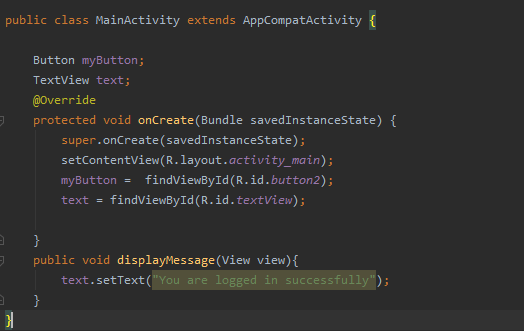 public class MainActivity extends AppCompatActivity {
Button myButton;
TextView text;
@Override
protected void onCreate(Bundle savedInstanceState) {
super.onCreate(savedInstanceState);
setContentView(R.layout.activity_main);
myButton =  findViewById(R.id.button2);
text = findViewById(R.id.textView);
}
public void displayMessage(View view){
text.setText("You are logged in successfully");
}
}